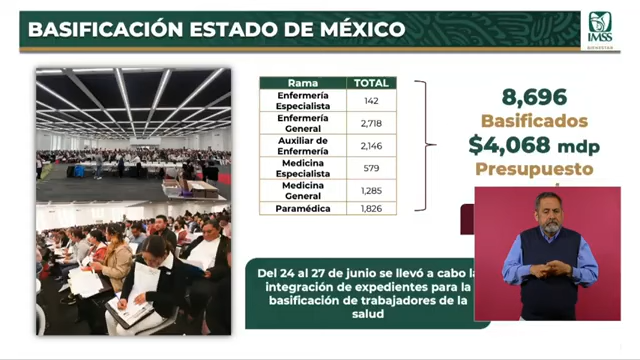 BASIFICACIÓN ESTADO DE MÉXICO
IMSS
BIENESTAR
Rama TOTAL
Enfermería
Especialista 142
Enfermería
General 2,718
Auxiliar de
Enfermería 2,146
Medicina
Especialista 579
Medicina
General 1,285
Paramédica 1,826
8,696
Basificados
$4,068 mdp
Presupuesto
Del 24 al 27 de junio se llevó a cabo
integración de expedientes para la
basificación de trabajadores de la
salud